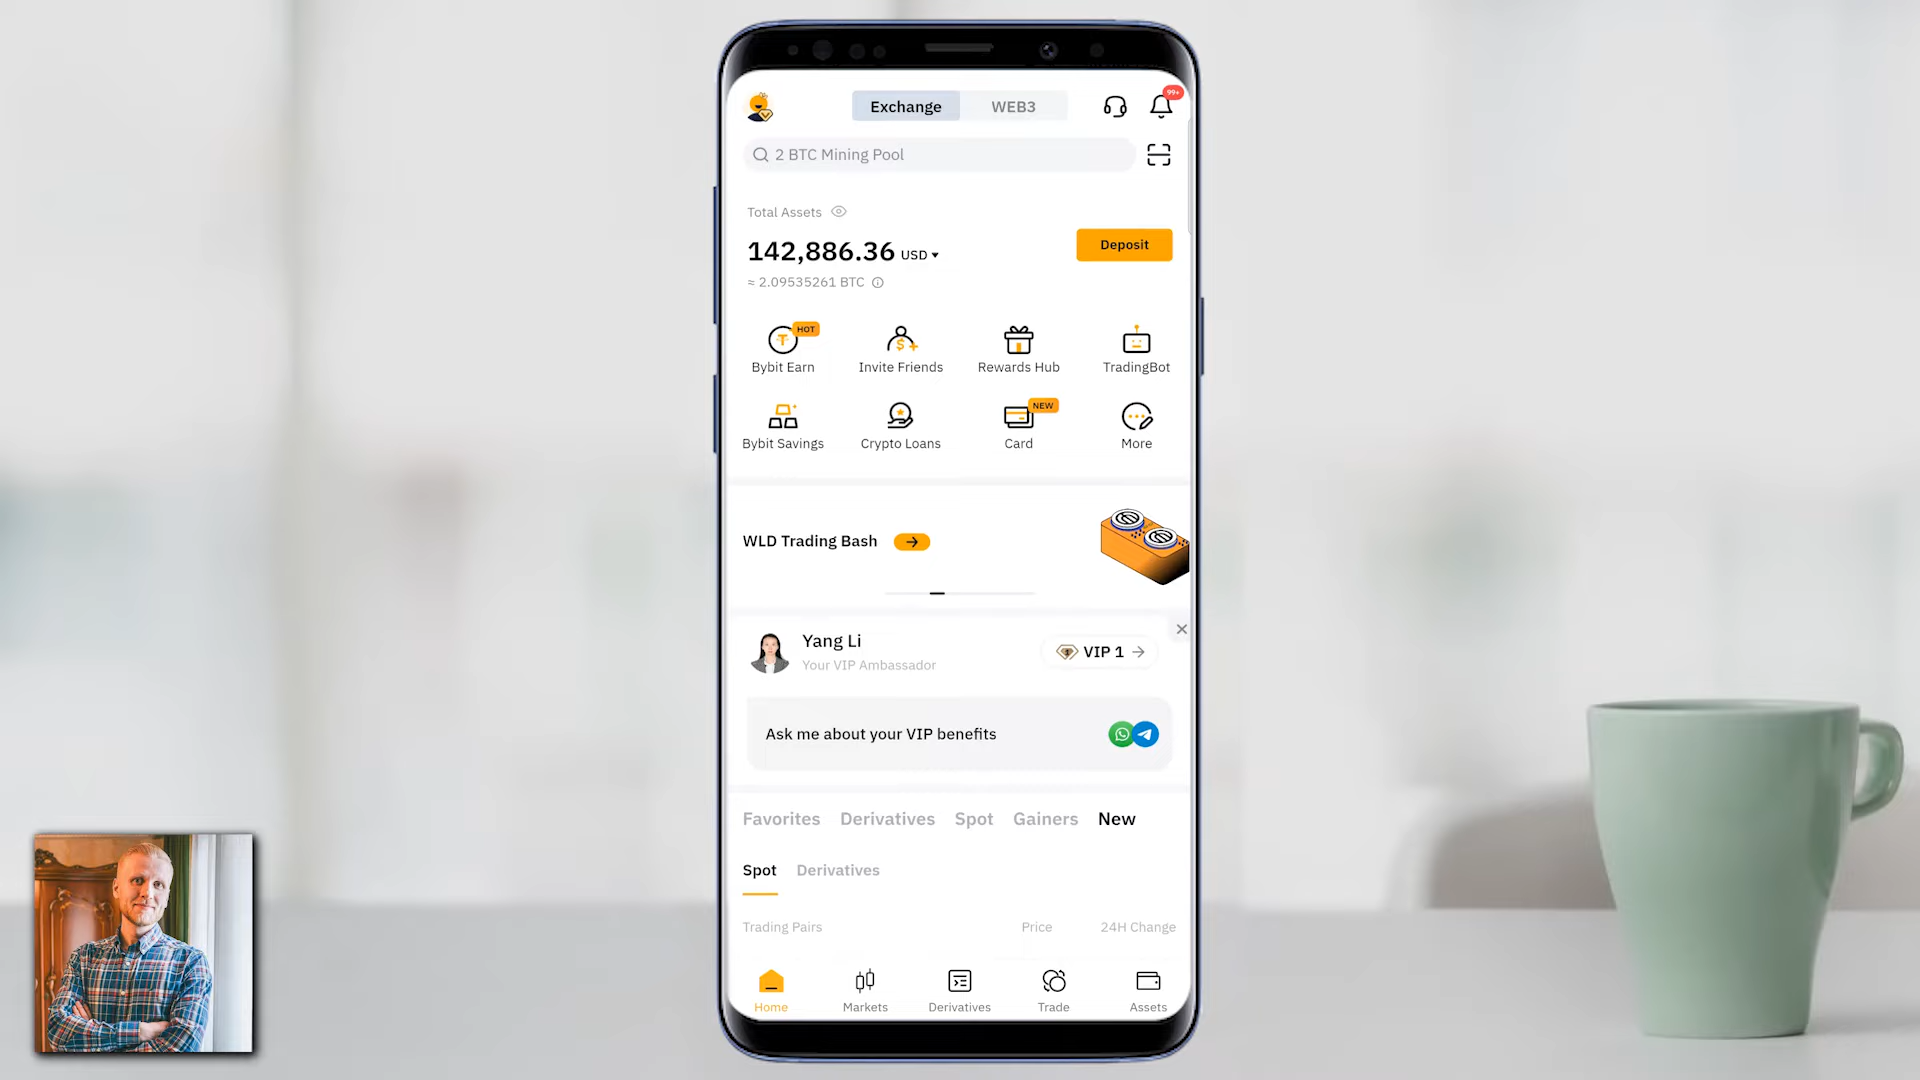 Exchange WEB3 99+
2 BTC Mining Pool
Total Assets
142,886.36 USD
Deposit
≈ 2.09535261 BTC
HOT
Bybit Earn Invite Friends Rewards Hub TradingBot
NEW
Bybit Savings Crypto Loans Card More
WLD Trading Bash
Yang Li
Your VIP Ambassador
VIP 1
Ask me about your VIP benefits
Favorites Derivatives Spot Gainers New
Spot Derivatives
Trading Pairs Price 24H Change
Home Markets Derivatives Trade Assets